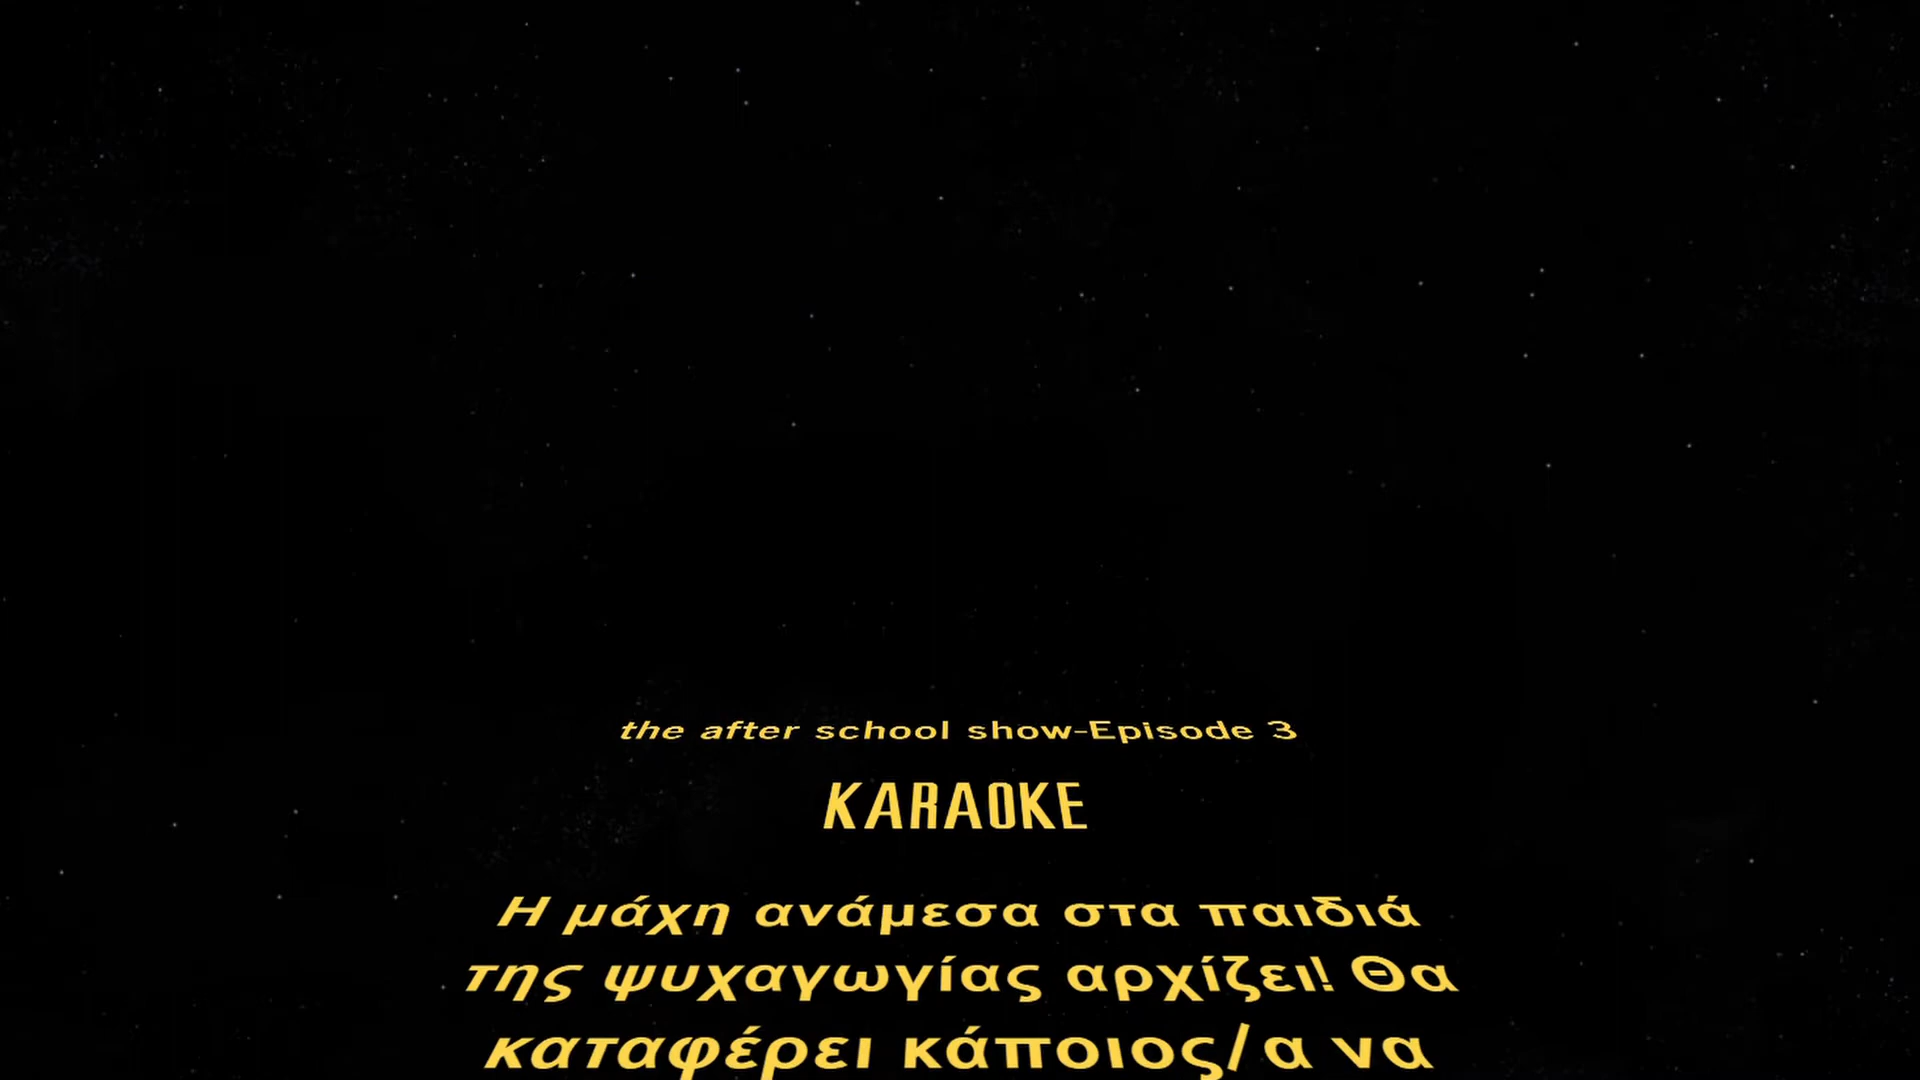 the after school show-Episode 3
KARAOKE
Η μάχη ανάμεσα στα παιδιά
της ψυχαγωγίας αρχίζει! Θα
καταφέρει κάποιος/α να